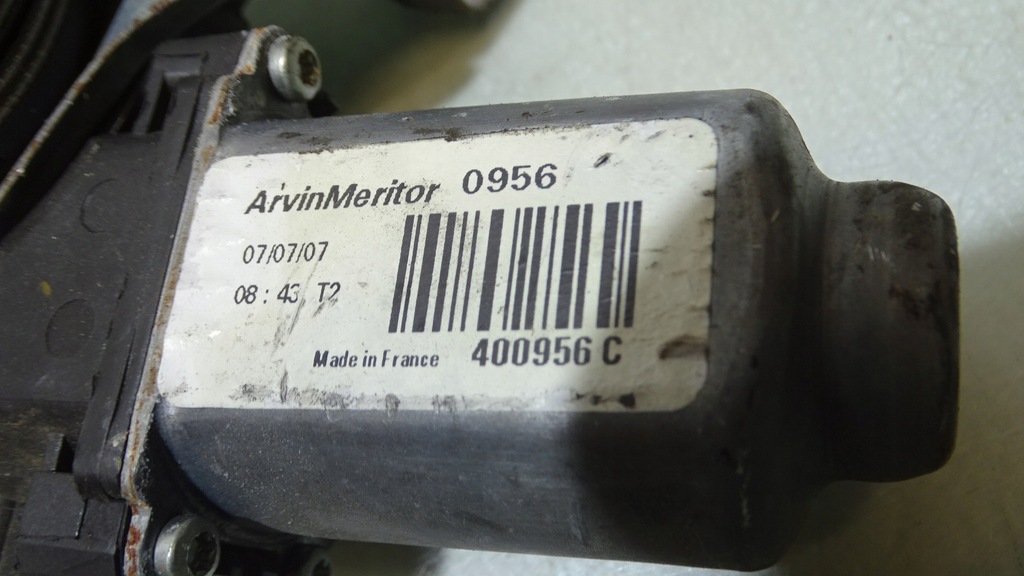 ArvinMeritor 0956
07/07/07
08 : 43 T2
Made in France 400956 C